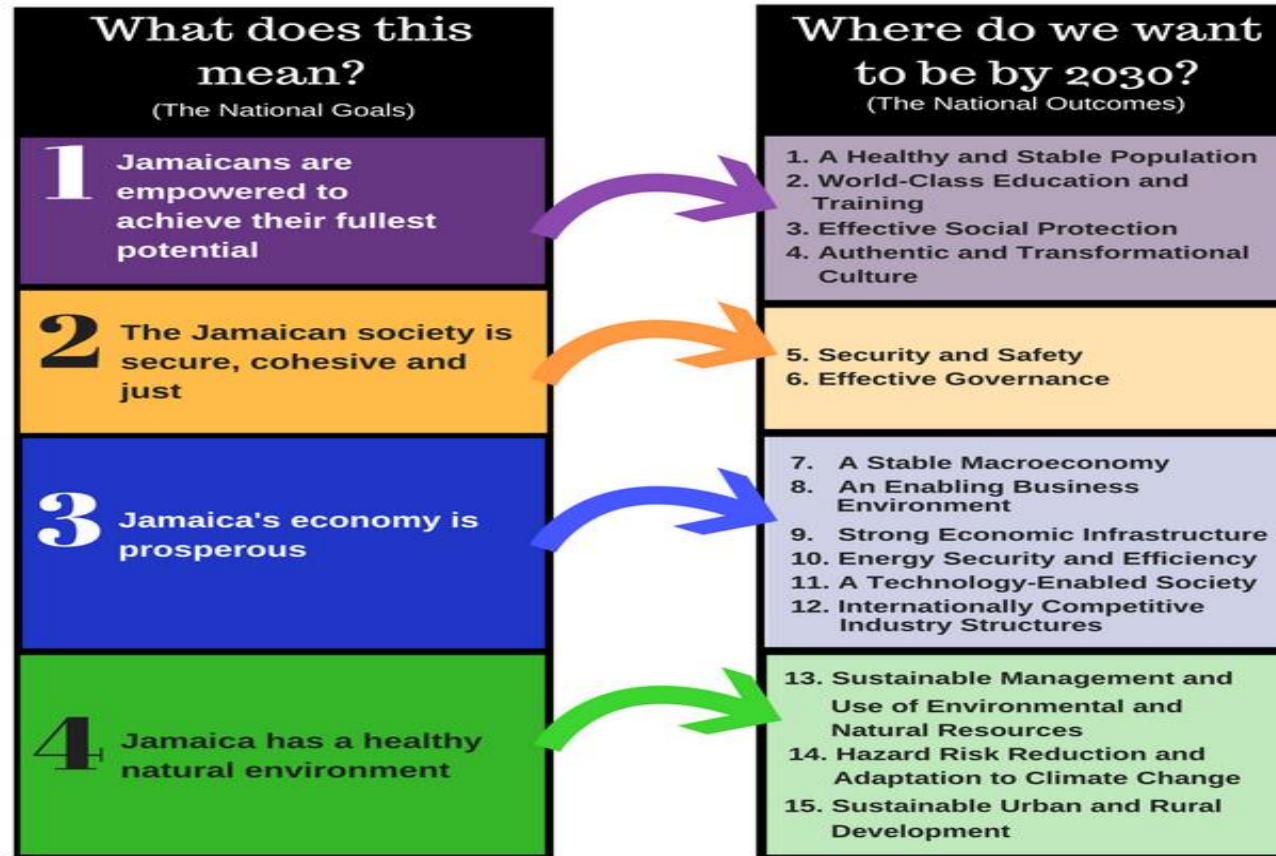 What does this
mean?
(The National Goals)
1
Jamaicans are
empowered to
achieve their fullest
potential
2
The Jamaican society is
secure, cohesive and
just
3
Jamaica's economy is
prosperous
4
Jamaica has a healthy
natural environment
Where do we want
to be by 2030?
(The National Outcomes)
1. A Healthy and Stable Population
2. World-Class Education and
Training
3. Effective Social Protection
4. Authentic and Transformational
Culture
5. Security and Safety
6. Effective Governance
7. A Stable Macroeconomy
8. An Enabling Business
Environment
9. Strong Economic Infrastructure
10. Energy Security and Efficiency
11. A Technology-Enabled Society
12. Internationally Competitive
Industry Structures
13. Sustainable Management and
Use of Environmental and
Natural Resources
14. Hazard Risk Reduction and
Adaptation to Climate Change
15. Sustainable Urban and Rural
Development